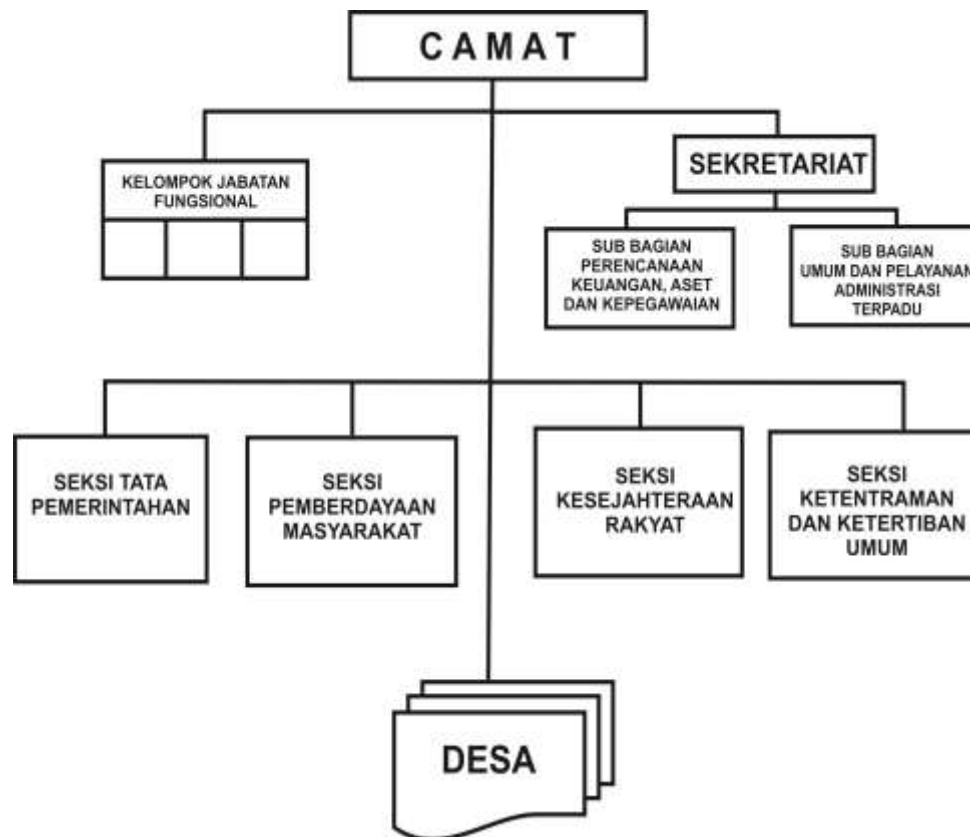 C A M A T
KELOMPOK JABATAN
FUNGSIONAL
SEKRETARIAT
SUB BAGIAN
PERENCANAAN
KEUANGAN, ASET
DAN KEPEGAWAIAN
SUB BAGIAN
UMUM DAN PELAYANAN
ADMINISTRASI
TERPADU
SEKSI TATA
PEMERINTAHAN
SEKSI
PEMBERDAYAAN
MASYARAKAT
SEKSI
KESEJAHTERAAN
RAKYAT
SEKSI
KETENTRAMAN
DAN KETERTIBAN
UMUM
DESA